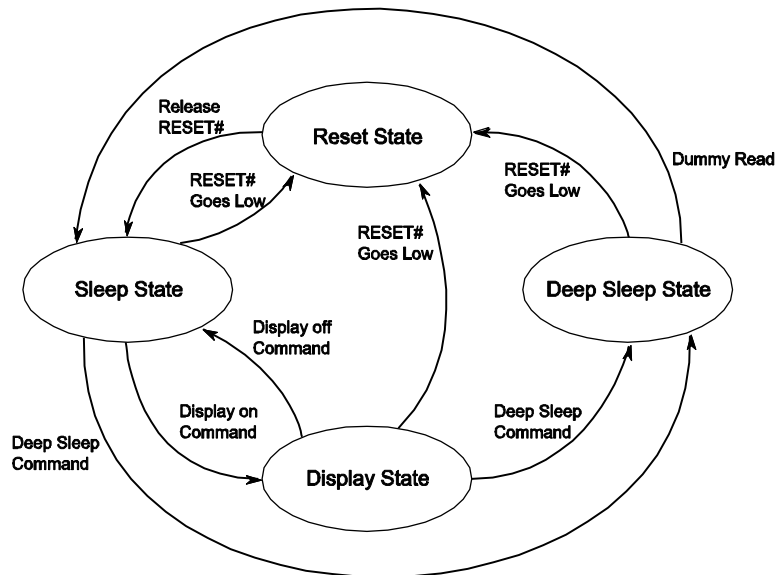 Release
RESET#
Reset State
Dummy Read
RESET#
Goes Low
RESET#
Goes Low
RESET#
Goes Low
Sleep State
Deep Sleep State
Display off
Command
Display on
Command
Deep Sleep
Command
Deep Sleep
Command
Display State